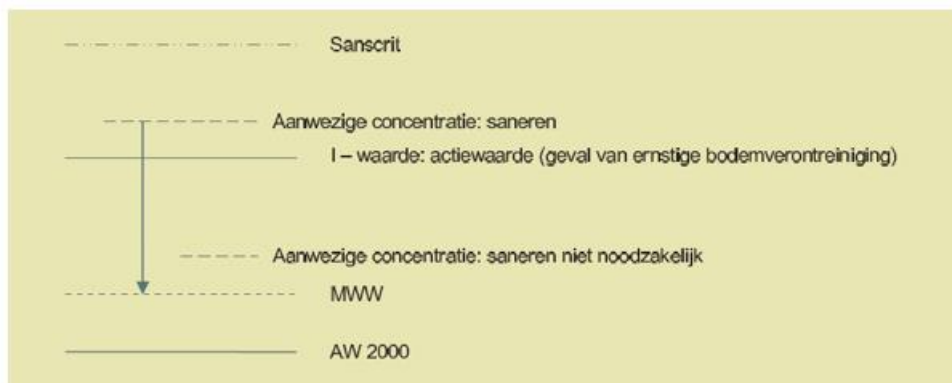 Sanscrit
Aanwezige concentratie: saneren
I – waarde: actiewaarde (geval van ernstige bodemverontreiniging)
Aanwezige concentratie: saneren niet noodzakelijk
MWW
AW 2000